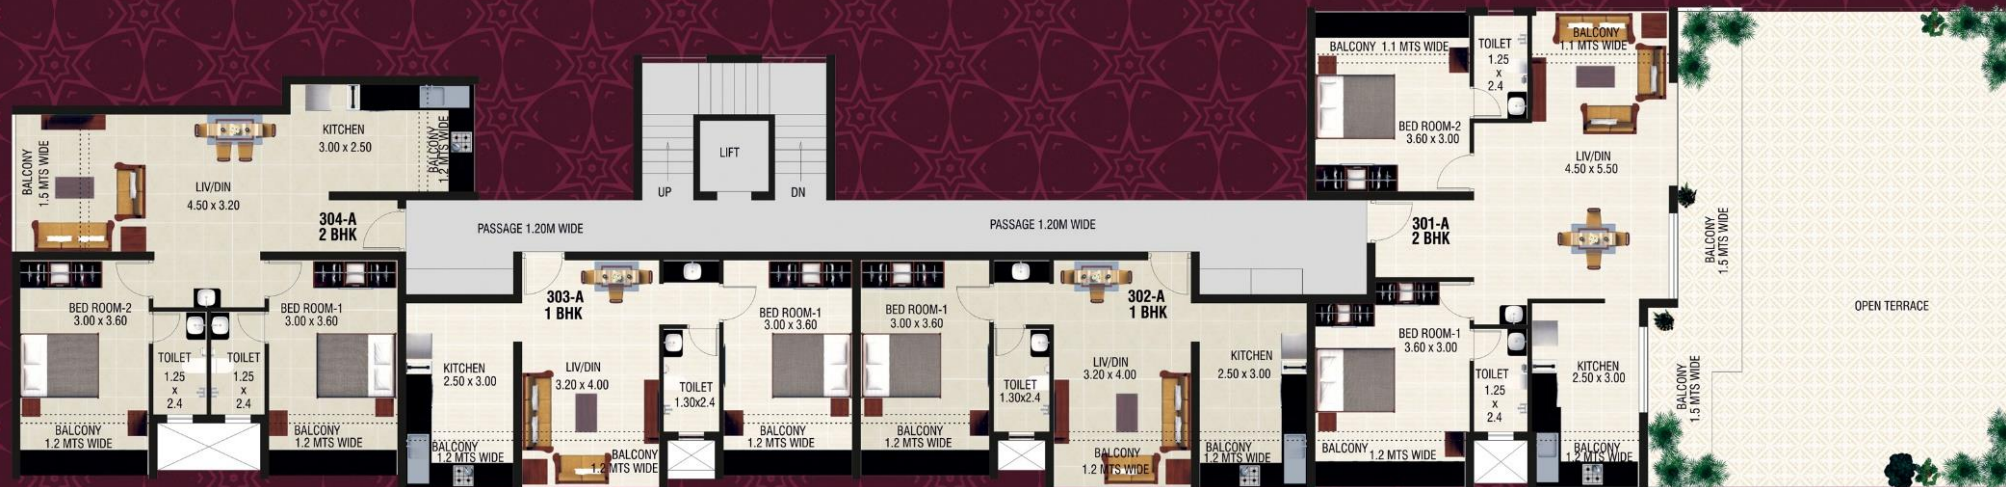 BALCONY
1.5 MTS WIDE
LIV/DIN
4.50 x 3.20
KITCHEN
3.00 x 2.50
BALCONY
1.2 MTS WIDE
304-A
2 BHK
BED ROOM-2
3.00 x 3.60
TOILET
1.25
x
2.4
TOILET
1.25
x
2.4
BED ROOM-1
3.00 x 3.60
BALCONY
1.2 MTS WIDE
BALCONY
1.2 MTS WIDE
PASSAGE 1.20M WIDE
UP
LIFT
DN
PASSAGE 1.20M WIDE
303-A
1 BHK
KITCHEN
2.50 x 3.00
LIV/DIN
3.20 x 4.00
TOILET
1.30x2.4
BED ROOM-1
3.00 x 3.60
BALCONY
1.2 MTS WIDE
BALCONY
1.2 MTS WIDE
BALCONY
1.2 MTS WIDE
BED ROOM-1
3.00 x 3.60
TOILET
1.30x2.4
302-A
1 BHK
LIV/DIN
3.20 x 4.00
KITCHEN
2.50 x 3.00
BALCONY
1.2 MTS WIDE
BALCONY
1.2 MTS WIDE
BALCONY
1.2 MTS WIDE
BALCONY 1.1 MTS WIDE
TOILET
1.25
x
2.4
BALCONY
1.1 MTS WIDE
BED ROOM-2
3.60 x 3.00
LIV/DIN
4.50 x 5.50
301-A
2 BHK
BED ROOM-1
3.60 x 3.00
TOILET
1.25
x
2.4
KITCHEN
2.50 x 3.00
BALCONY 1.2 MTS WIDE
BALCONY
1.2 MTS WIDE
BALCONY
1.5 MTS WIDE
BALCONY
1.5 MTS WIDE
OPEN TERRACE